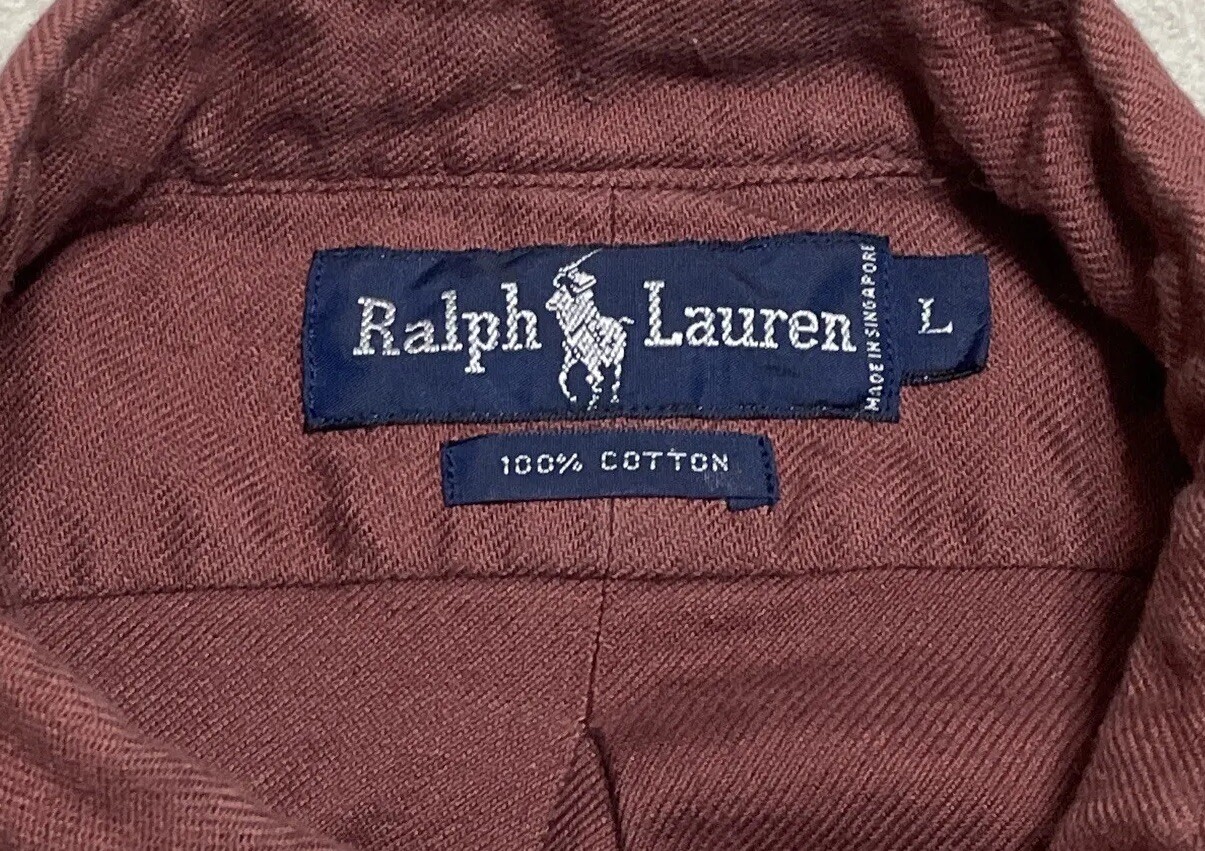 Ralph Lauren
MADE IN SINGAPORE
L
100% COTTON